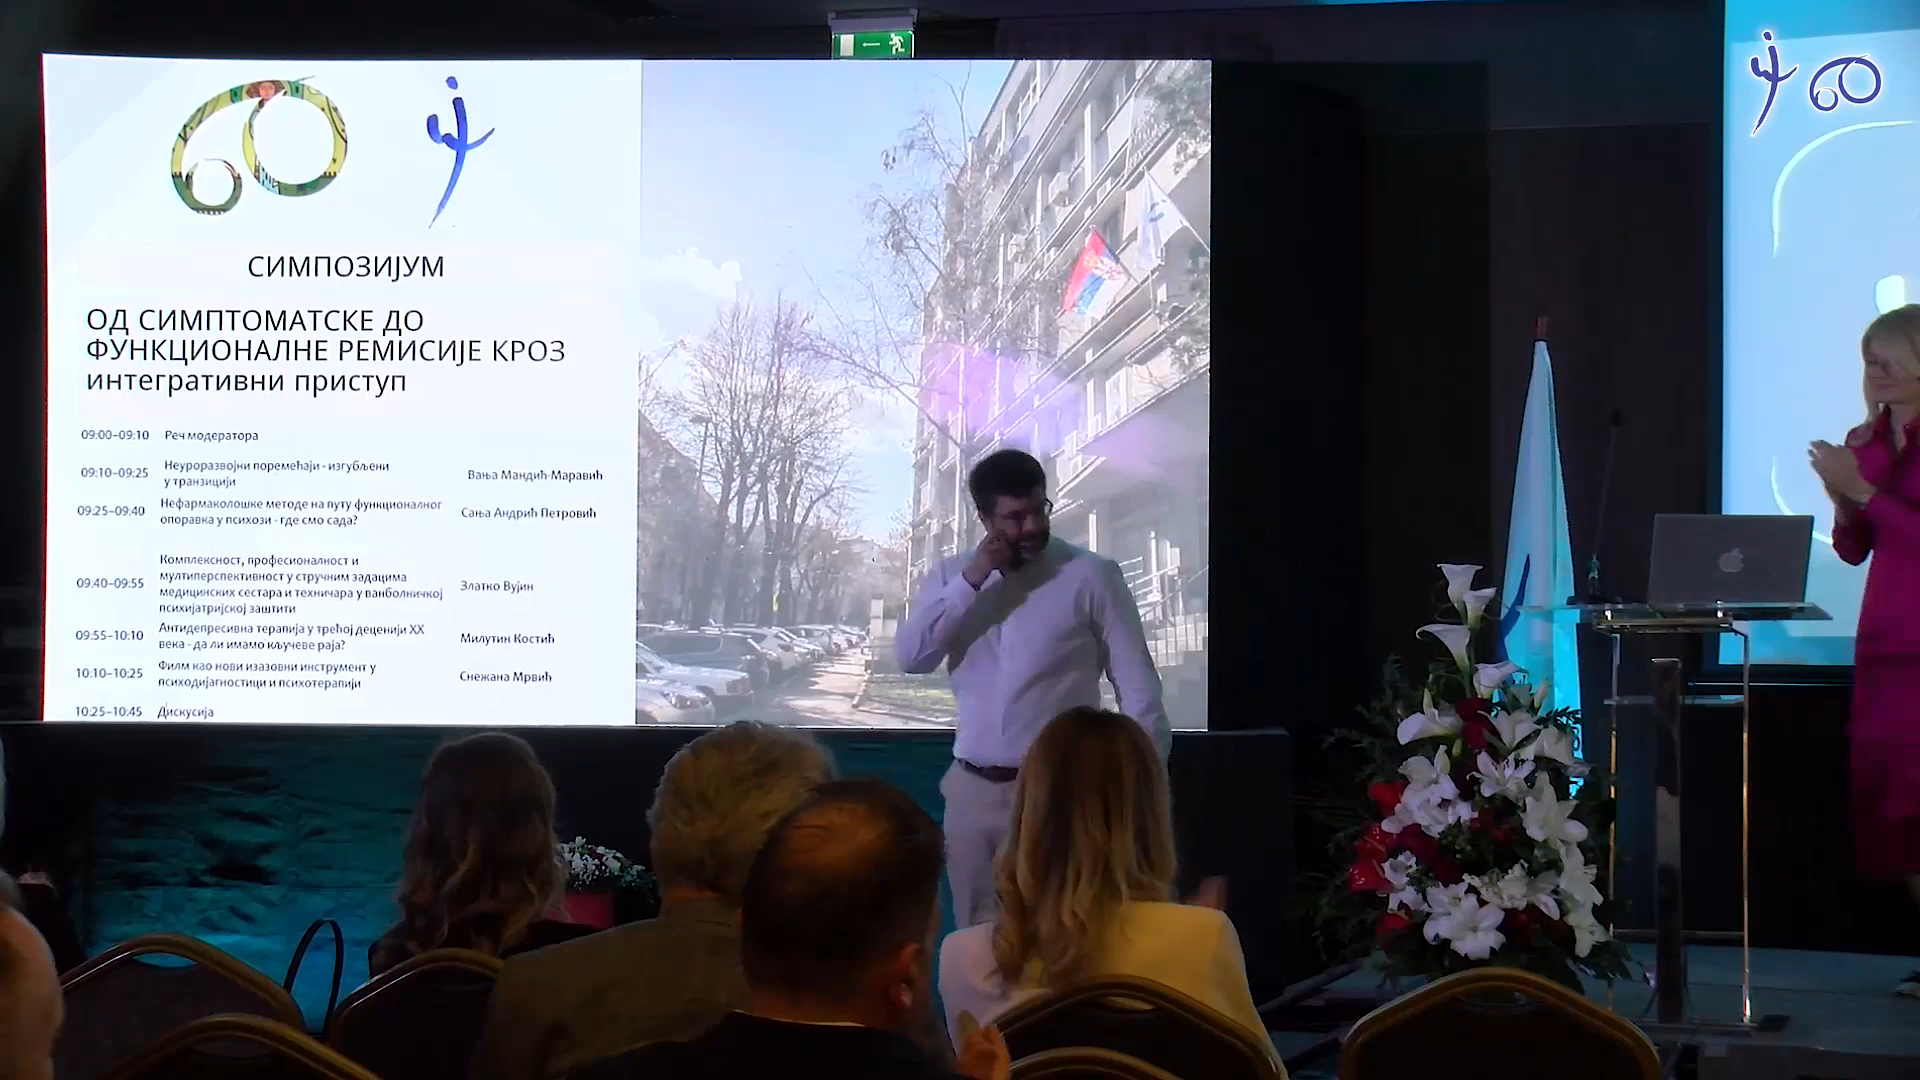 60
СИМПОЗИЈУМ
ОД СИМПТОМАТСКЕ ДО
ФУНКЦИОНАЛНЕ РЕМИСИЈЕ КРОЗ
интегративни приступ
09:00–09:10 Реч модератора
09:10–09:25 Неуроразвојни поремећаји - изгубљени
у транзицији Вања Мандић-Маравић
09:25–09:40 Нефармаколошке методе на путу функционалног
опоравка у психози - где смо сада? Сања Андрић Петровић
09.40–09:55 Комплексност, професионалност и
мултиперспективност у стручним задацима
медицинских сестара и техничара у ванболничкој
психијатријској заштити Златко Вујин
09:55–10:10 Антидепресивна терапија у трећој деценији XX
века - да ли имамо кључеве раја? Милутин Костић
10:10–10:25 Филм као нови изазовни инструмент у
психодијагностици и психотерапији Снежана Мрвић
10:25–10:45 Дискусија
60